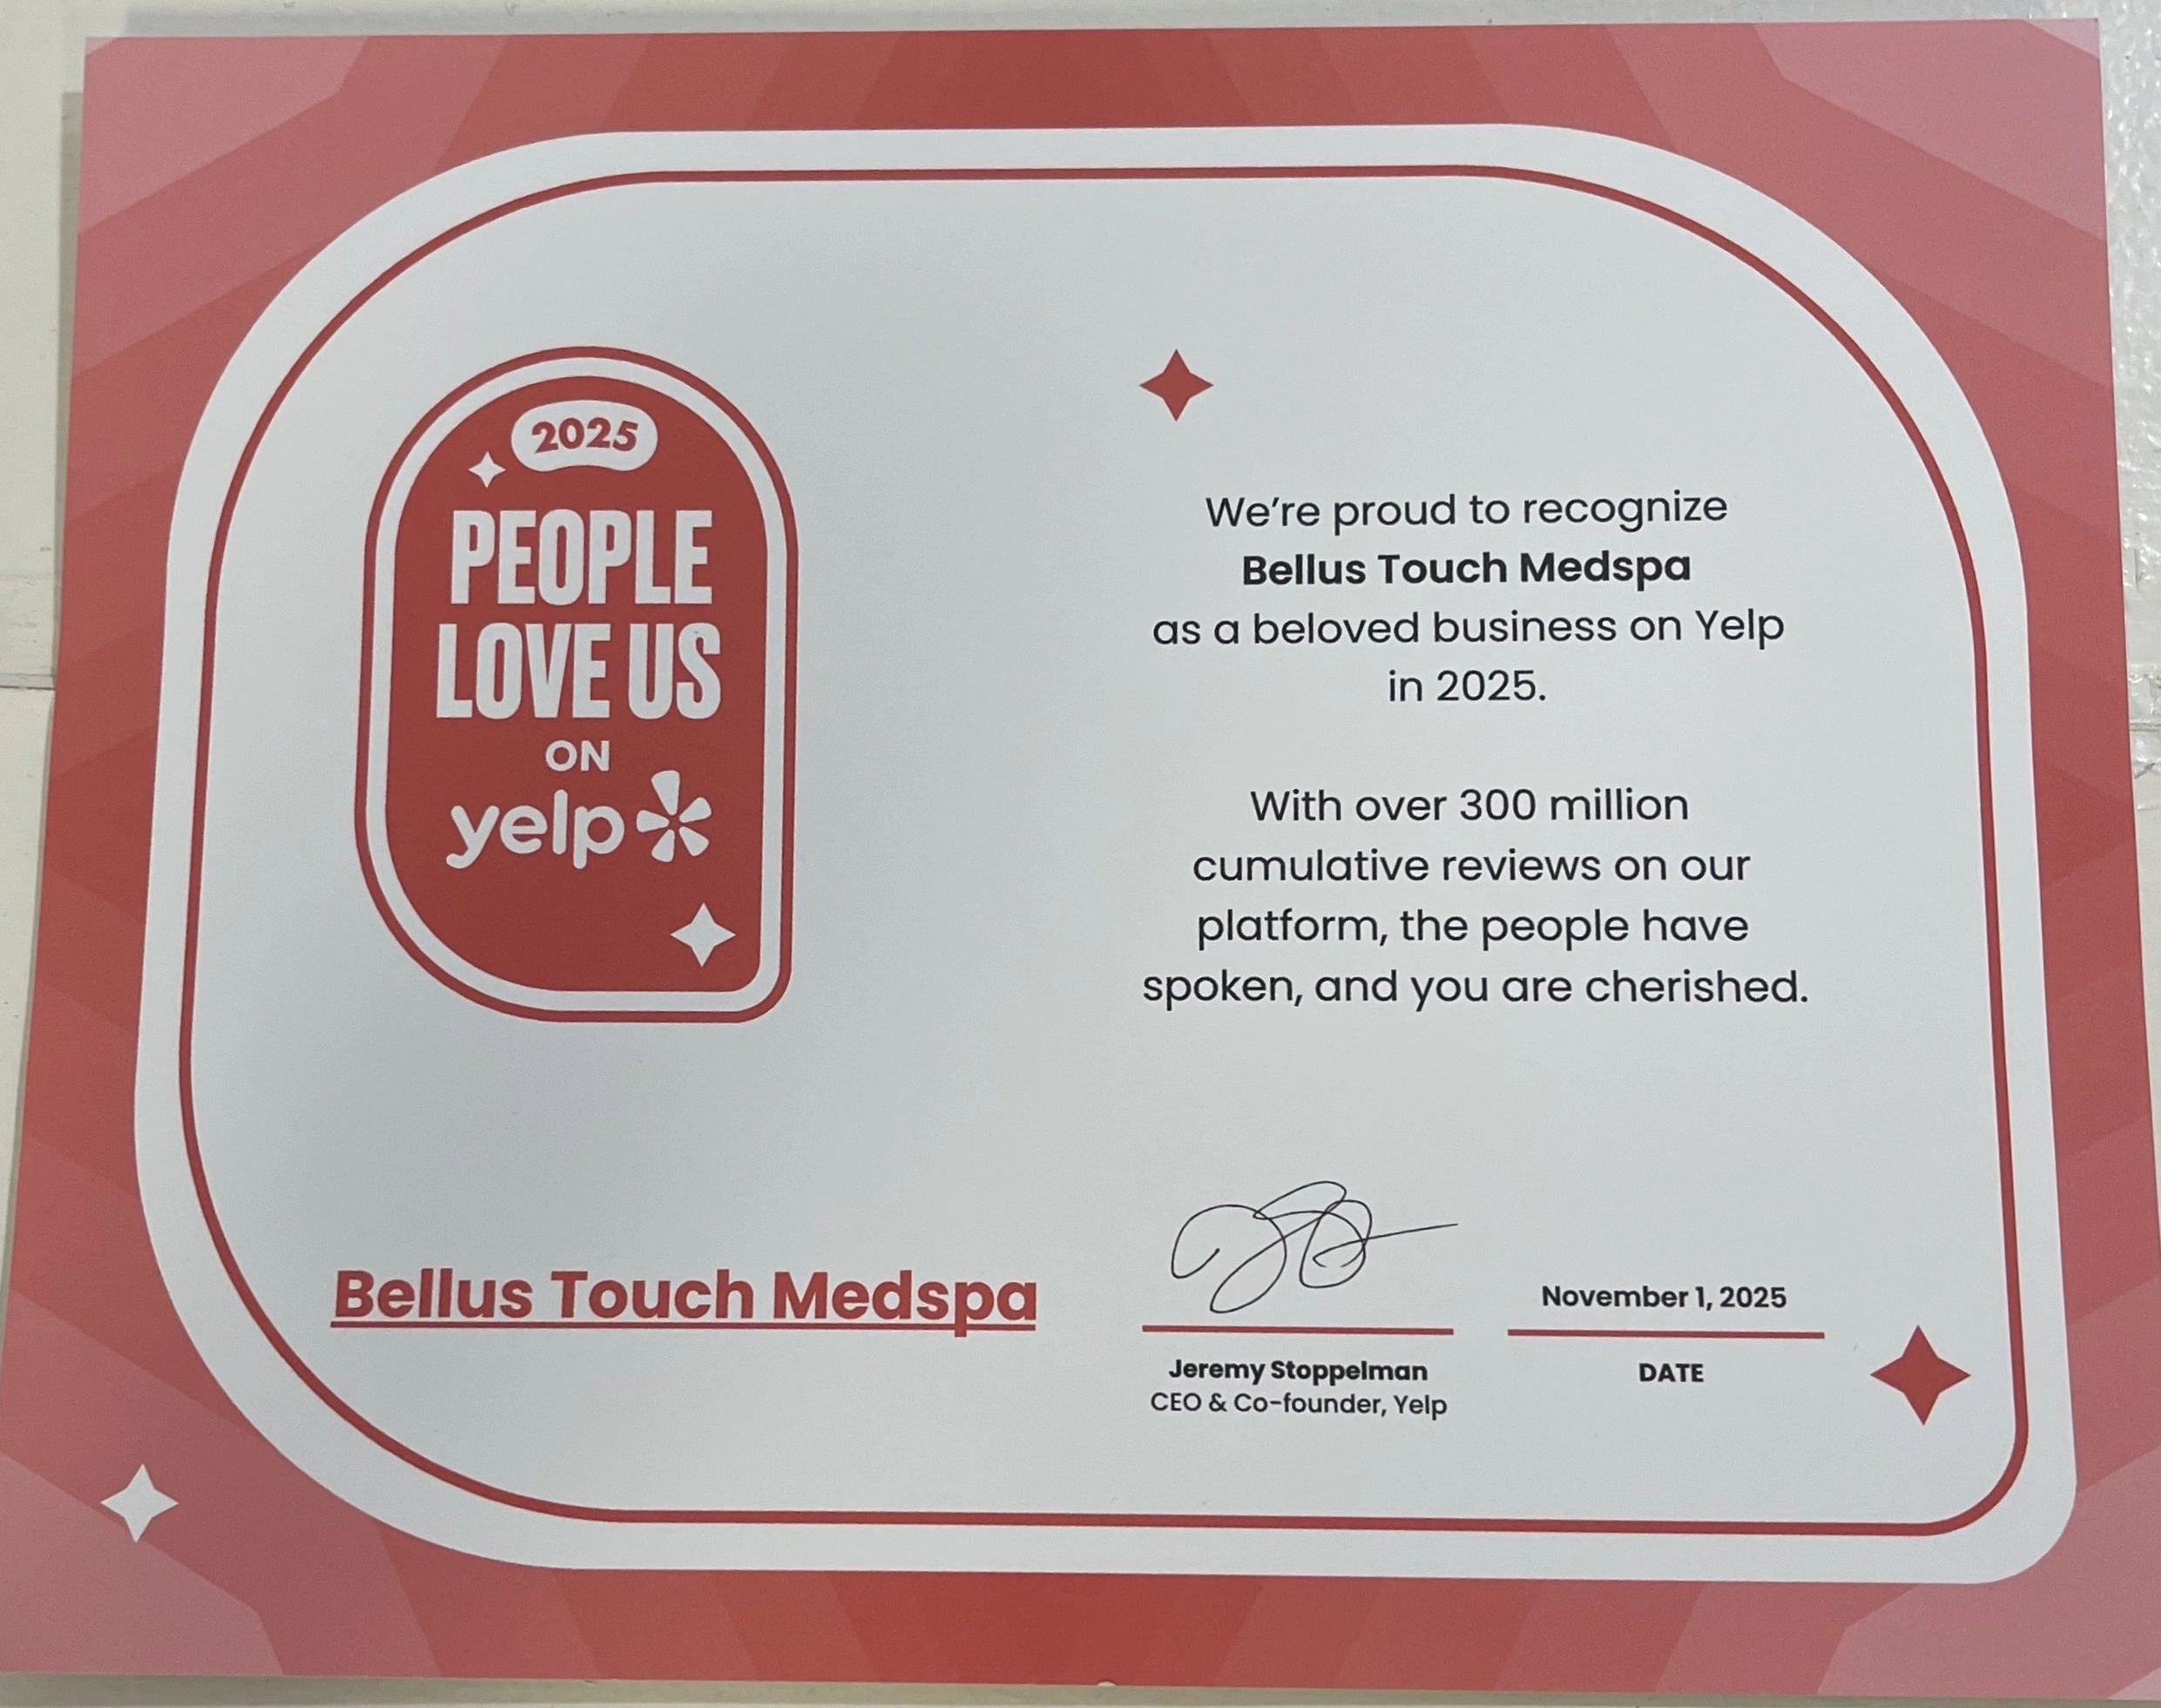 2025
PEOPLE
LOVE US
ON
yelp
We’re proud to recognize
Bellus Touch Medspa
as a beloved business on Yelp
in 2025.
With over 300 million
cumulative reviews on our
platform, the people have
spoken, and you are cherished.
Bellus Touch Medspa
November 1, 2025
Jeremy Stoppelman
CEO & Co-founder, Yelp
DATE